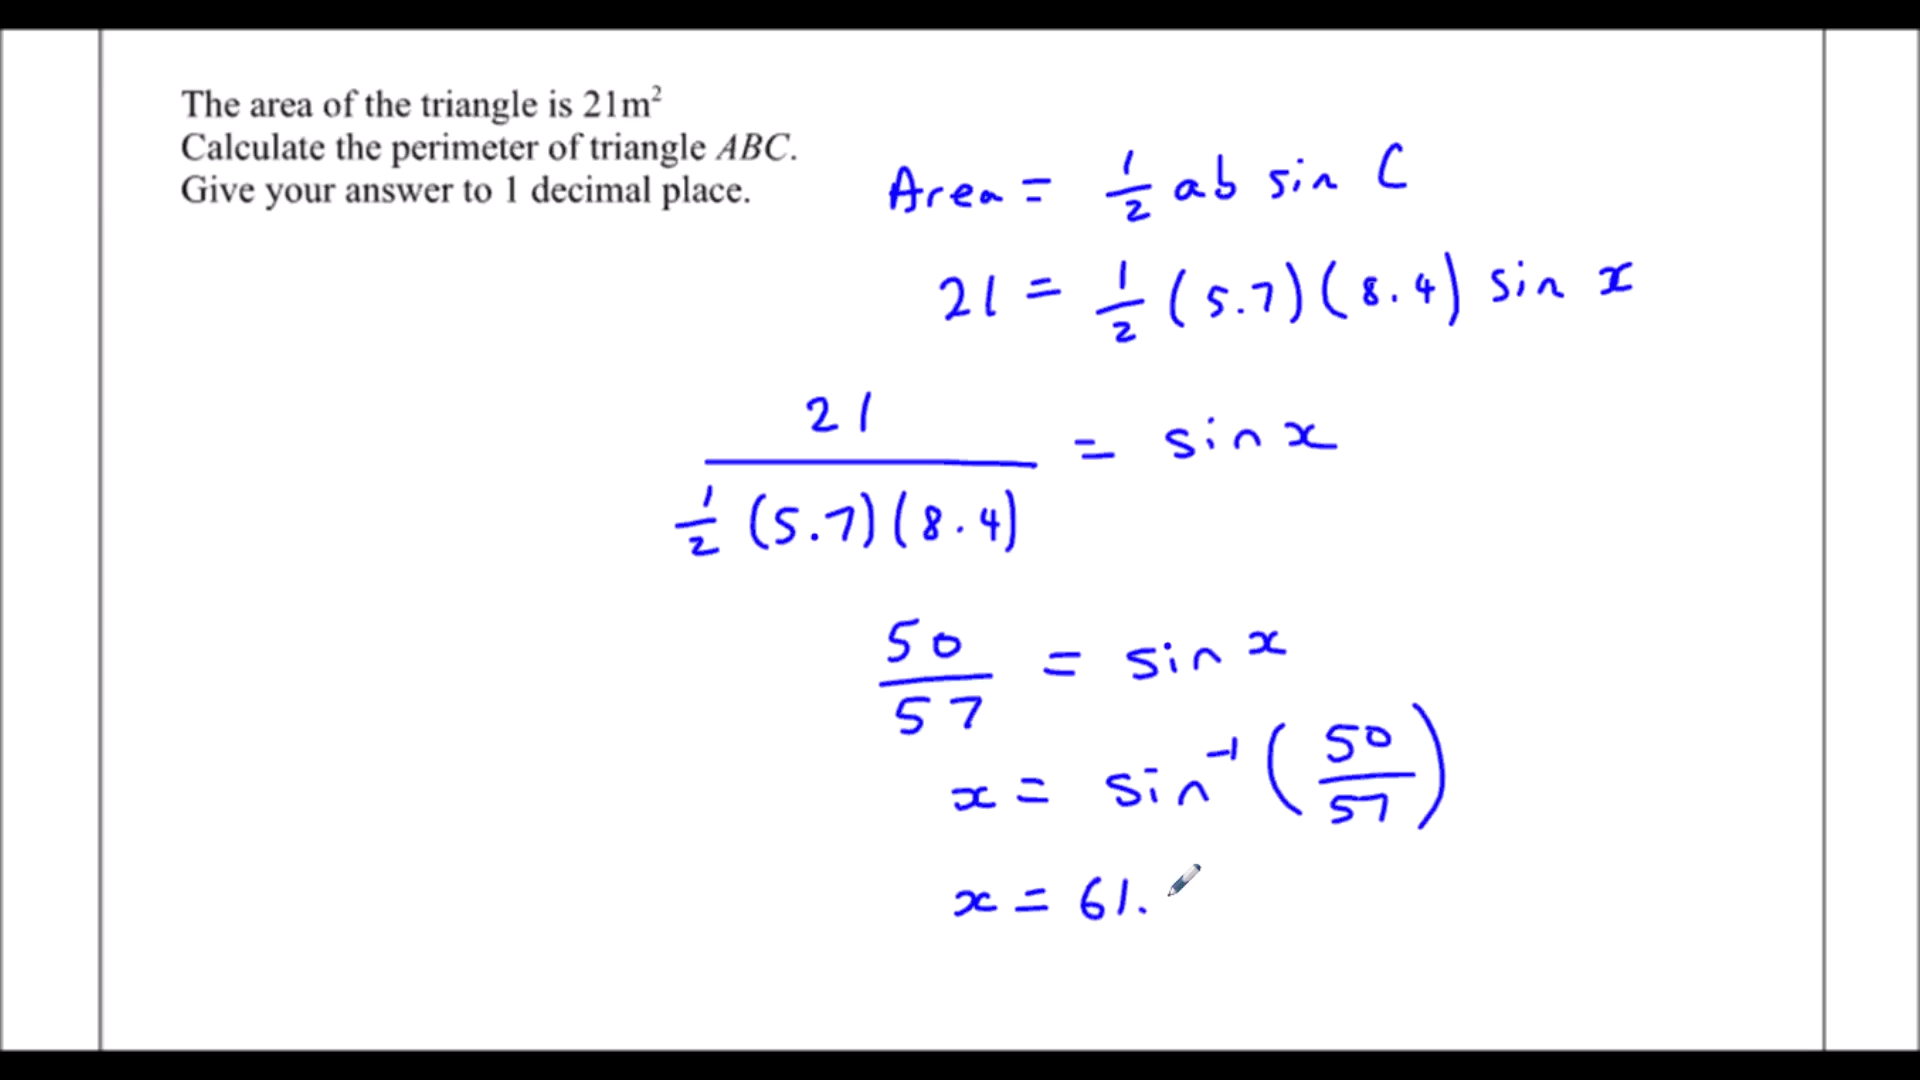 The area of the triangle is 21m²
Calculate the perimeter of triangle ABC.
Give your answer to 1 decimal place.
Area = 1/2 ab sin C
21 = 1/2 (5.7)(8.4) sin x
21 / 1/2 (5.7)(8.4) = sin x
50/57 = sin x
x = sin⁻¹ (50/57)
x = 61.